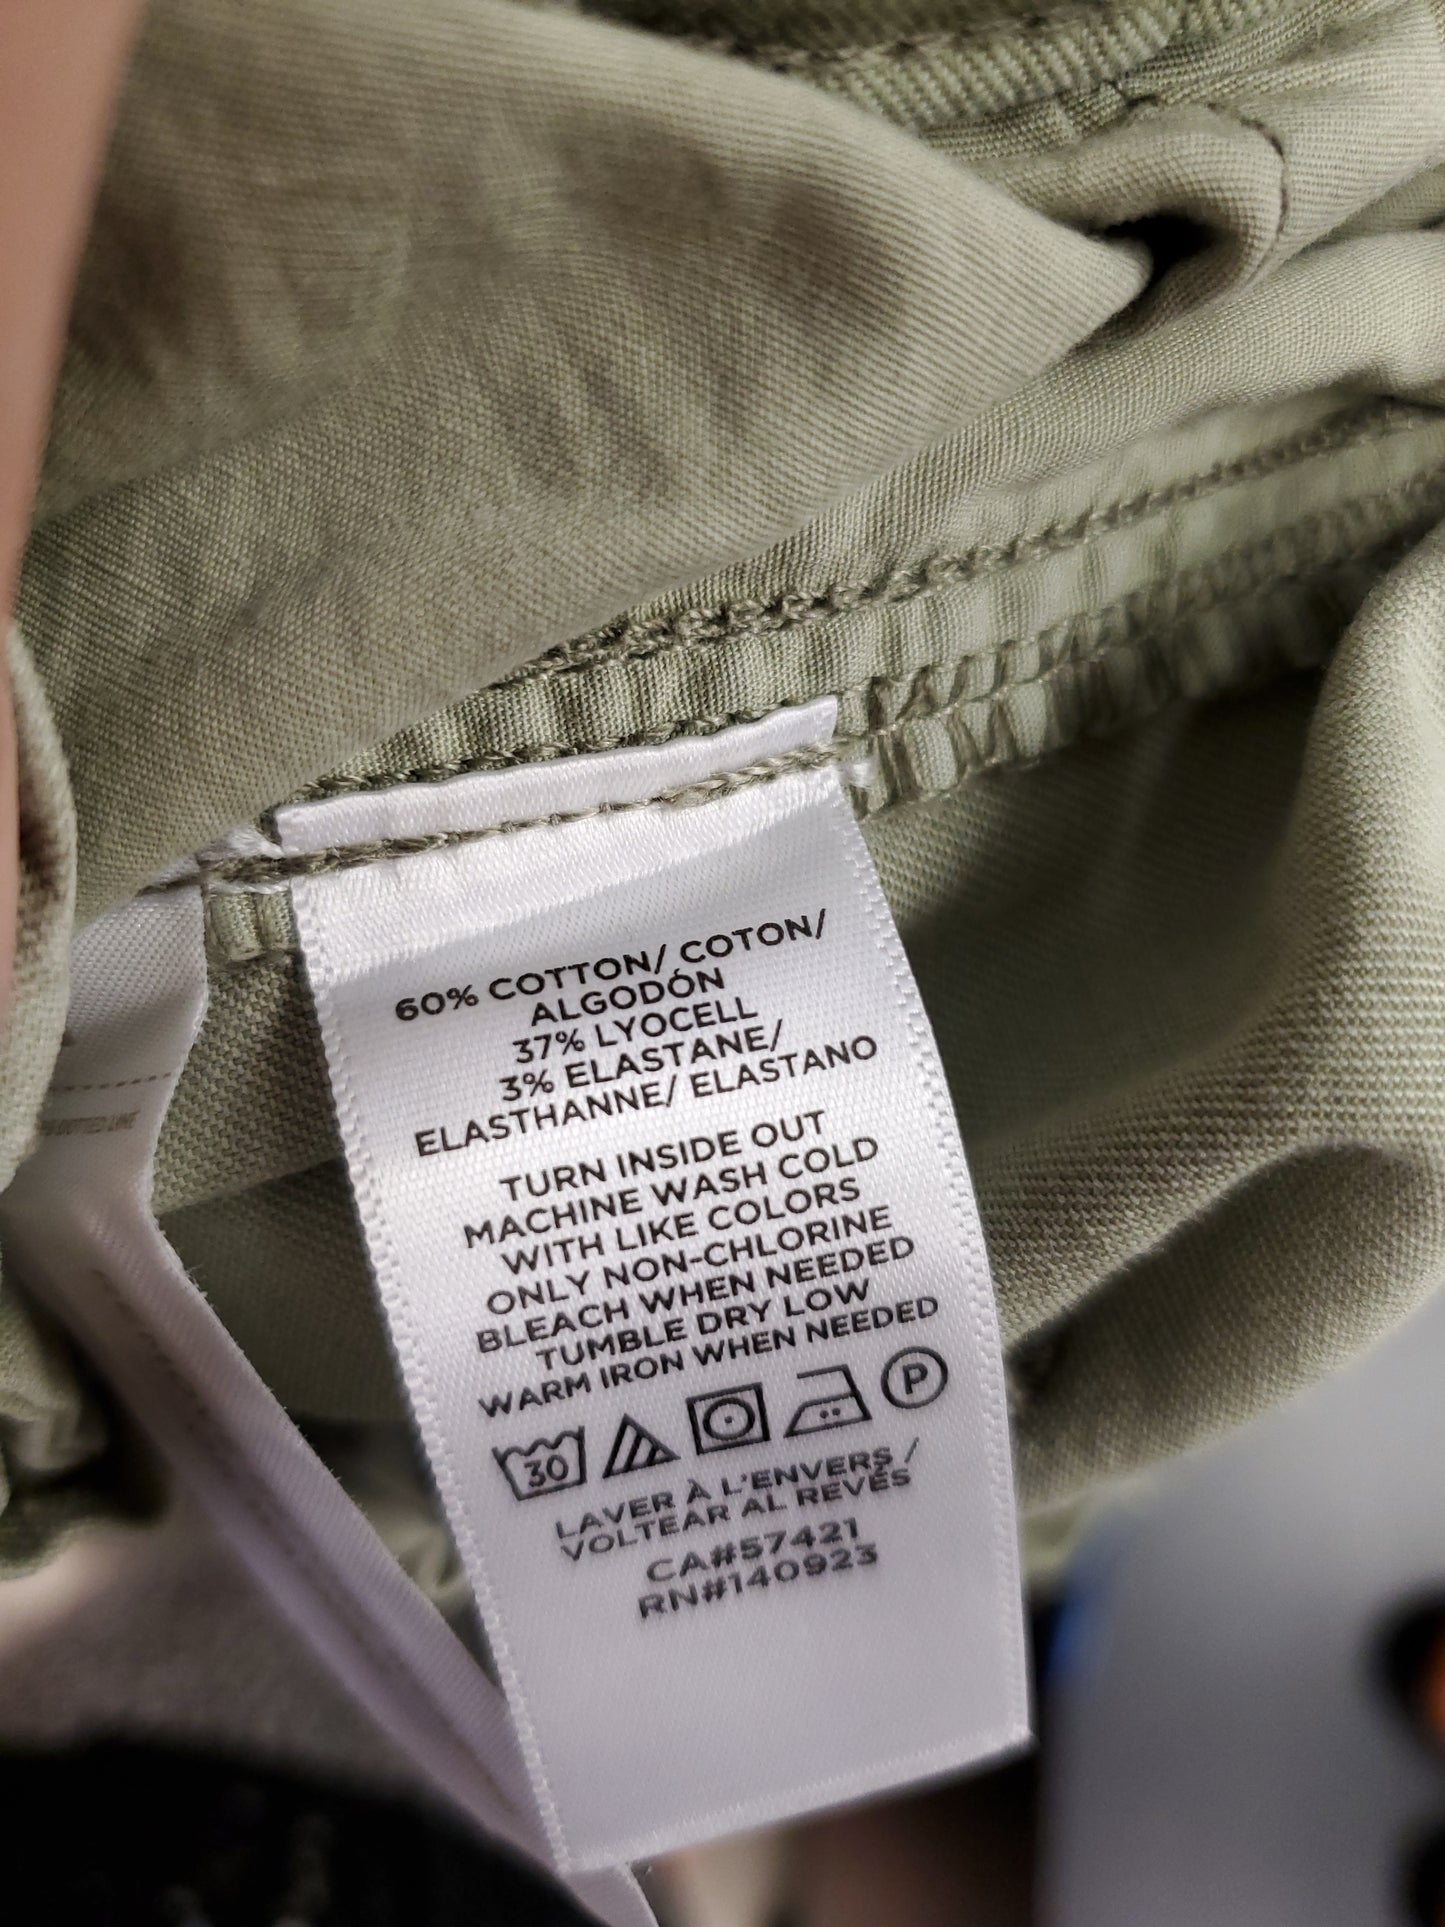 60% COTTON/ COTON/
ALGODÓN
37% LYOCELL
3% ELASTANE/
ELASTHANNE/ ELASTANO
TURN INSIDE OUT
MACHINE WASH COLD
WITH LIKE COLORS
ONLY NON-CHLORINE
BLEACH WHEN NEEDED
TUMBLE DRY LOW
WARM IRON WHEN NEEDED
30 P
LAVER À L'ENVERS /
VOLTEAR AL REVÉS
CA#57421
RN#140923
DOTTED LINE